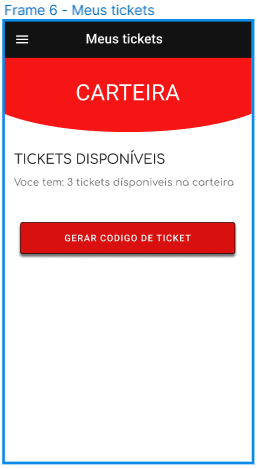 Frame 6 - Meus tickets
Meus tickets
CARTEIRA
TICKETS DISPONÍVEIS
Voce tem: 3 tickets dísponiveis na carteira
GERAR CODIGO DE TICKET